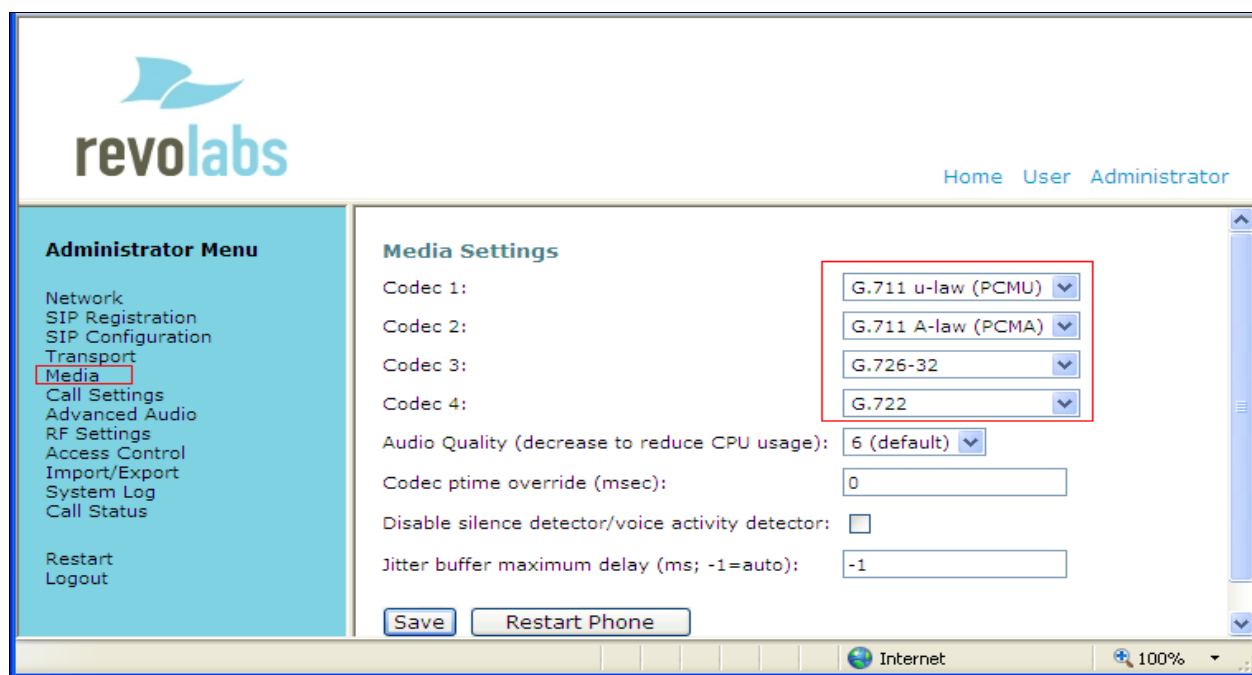 revolabs
Home User Administrator
Administrator Menu
Network
SIP Registration
SIP Configuration
Transport
Media
Call Settings
Advanced Audio
RF Settings
Access Control
Import/Export
System Log
Call Status
Restart
Logout
Media Settings
Codec 1: G.711 u-law (PCMU)
Codec 2: G.711 A-law (PCMA)
Codec 3: G.726-32
Codec 4: G.722
Audio Quality (decrease to reduce CPU usage): 6 (default)
Codec ptime override (msec): 0
Disable silence detector/voice activity detector:
Jitter buffer maximum delay (ms; -1=auto): -1
Save Restart Phone
Internet 100%